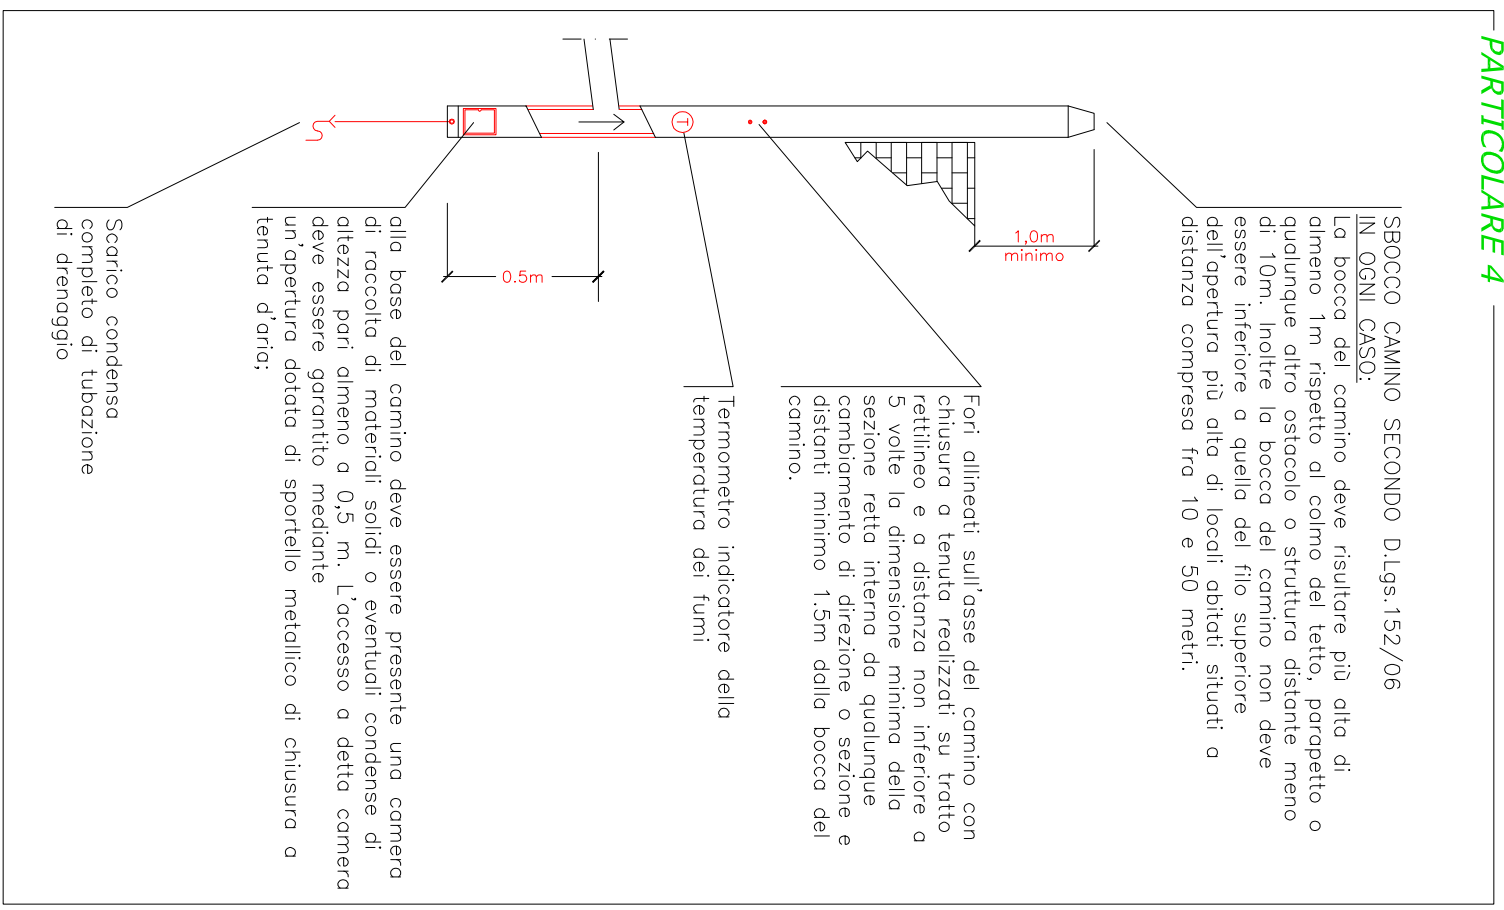 PARTICOLARE 4
SBOCCO CAMINO SECONDO D.Lgs.152/06
IN OGNI CASO:
La bocca del camino deve risultare più alta di
almeno 1m rispetto al colmo del tetto, parapetto o
qualunque altro ostacolo o struttura distante meno
di 10m. Inoltre la bocca del camino non deve
essere inferiore a quella del filo superiore
dell'apertura più alta di locali abitati situati a
distanza compresa fra 10 e 50 metri.
1,0m
minimo
Fori allineati sull'asse del camino con
chiusura a tenuta realizzati su tratto
rettilineo e a distanza non inferiore a
5 volte la dimensione minima della
sezione retta interna da qualunque
cambiamento di direzione o sezione e
distanti minimo 1.5m dalla bocca del
camino.
T
Termometro indicatore della
temperatura dei fumi
0.5m
alla base del camino deve essere presente una camera
di raccolta di materiali solidi o eventuali condense di
altezza pari almeno a 0,5 m. L'accesso a detta camera
deve essere garantito mediante
un'apertura dotata di sportello metallico di chiusura a
tenuta d'aria;
Scarico condensa
completo di tubazione
di drenaggio